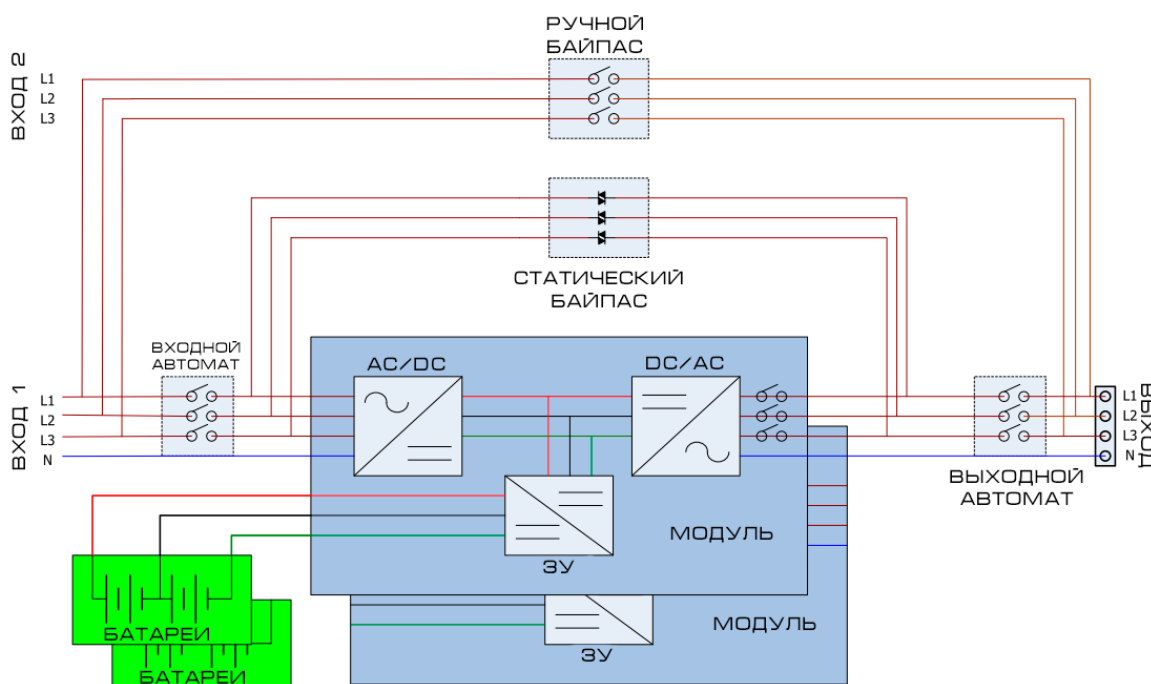 РУЧНОЙ
БАЙПАС
ВХОД 2
L1
L2
L3
СТАТИЧЕСКИЙ
БАЙПАС
ВХОДНОЙ
АВТОМАТ
AC/DC
DC/AC
ВХОД 1
L1
L2
L3
N
L1
L2
L3
N
ВЫХОД
ВЫХОДНОЙ
АВТОМАТ
МОДУЛЬ
ЗУ
БАТАРЕИ
МОДУЛЬ
ЗУ
БАТАРЕИ